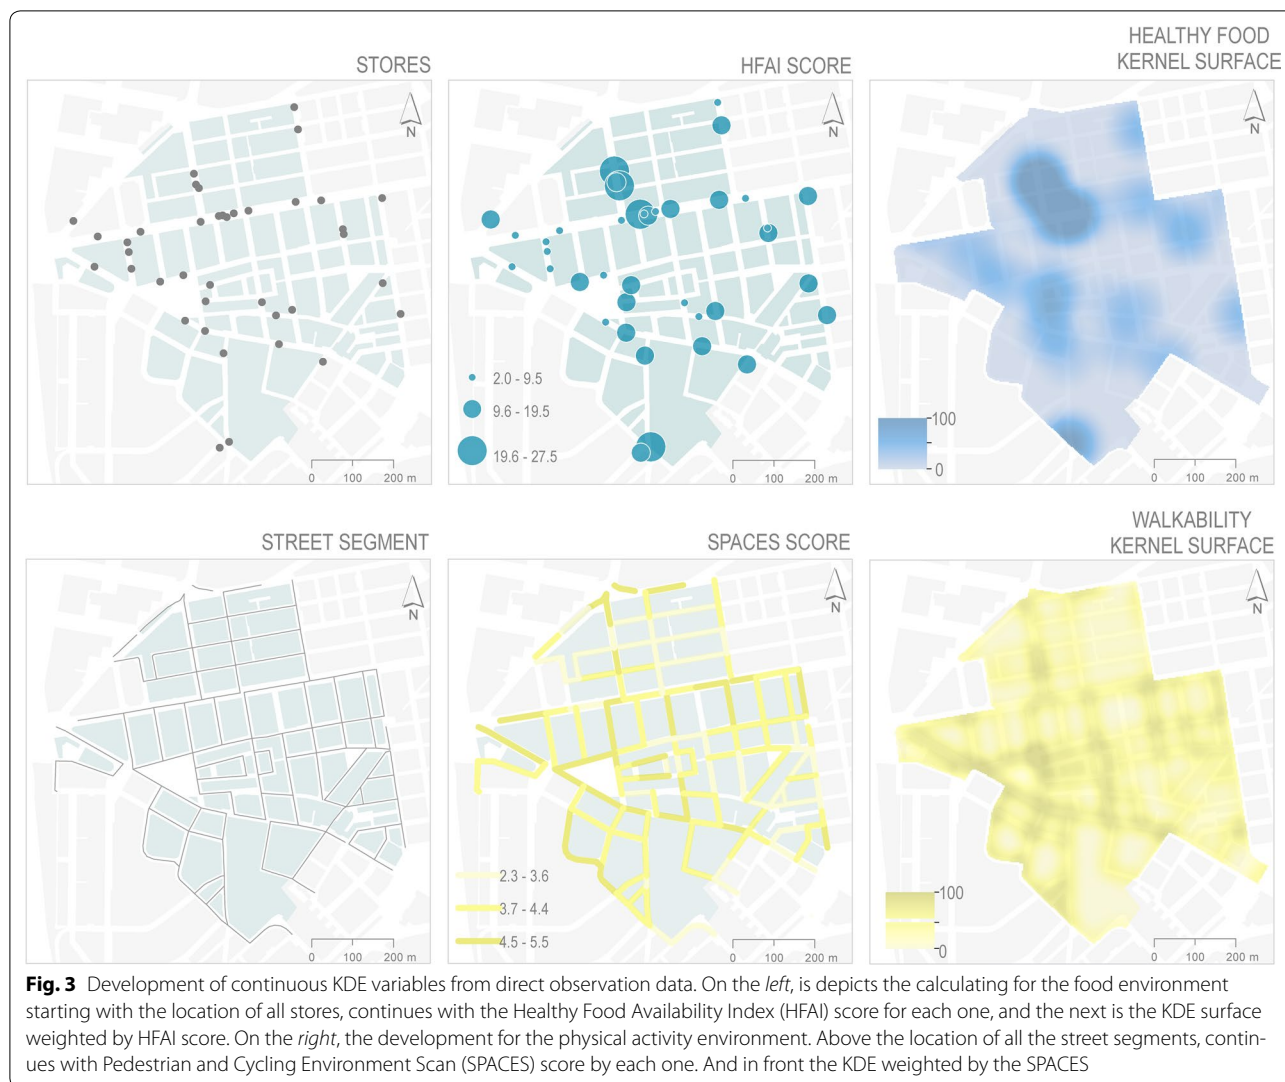 STORES
HFAI SCORE
HEALTHY FOOD
KERNEL SURFACE
N
N
N
2.0 - 9.5
9.6 - 19.5
19.6 - 27.5
100
0
0 100 200 m
0 100 200 m
0 100 200 m
STREET SEGMENT
SPACES SCORE
WALKABILITY
KERNEL SURFACE
N
N
N
2.3 - 3.6
3.7 - 4.4
4.5 - 5.5
100
0
0 100 200 m
0 100 200 m
0 100 200 m
Fig. 3 Development of continuous KDE variables from direct observation data. On the left, is depicts the calculating for the food environment
starting with the location of all stores, continues with the Healthy Food Availability Index (HFAI) score for each one, and the next is the KDE surface
weighted by HFAI score. On the right, the development for the physical activity environment. Above the location of all the street segments, contin-
ues with Pedestrian and Cycling Environment Scan (SPACES) score by each one. And in front the KDE weighted by the SPACES